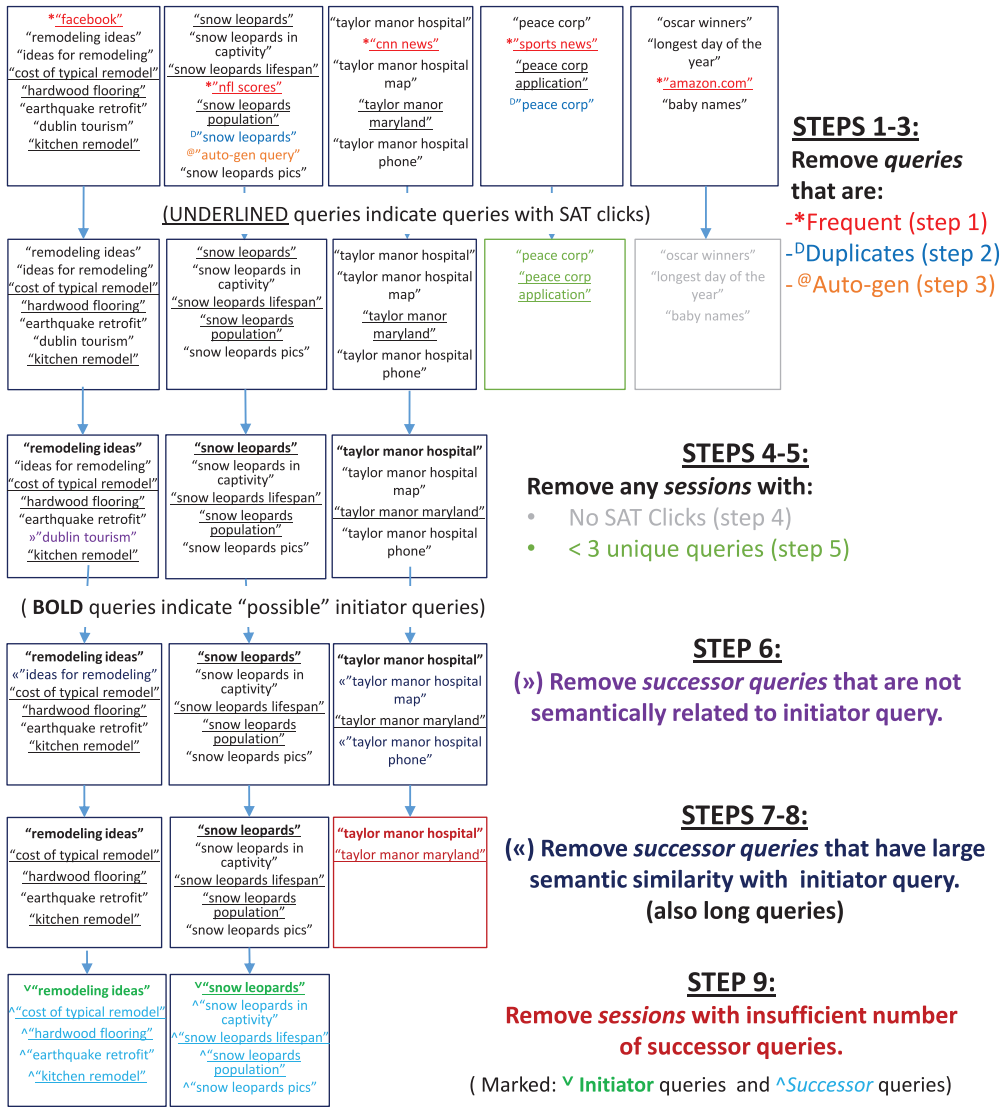 *“facebook”
“remodeling ideas”
“ideas for remodeling”
“cost of typical remodel”
“hardwood flooring”
“earthquake retrofit”
“dublin tourism”
“kitchen remodel”
“snow leopards”
“snow leopards in
captivity”
“snow leopards lifespan”
*“nfl scores”
“snow leopards
population”
ᴰ”snow leopards”
@”auto-gen query”
“snow leopards pics”
“taylor manor hospital”
*“cnn news”
“taylor manor hospital
map”
“taylor manor
maryland”
“taylor manor hospital
phone”
“peace corp”
*”sports news”
“peace corp
application”
ᴰ”peace corp”
“oscar winners”
“longest day of the
year”
*”amazon.com”
“baby names”
STEPS 1-3:
Remove queries
that are:
-*Frequent (step 1)
-ᴰDuplicates (step 2)
- @Auto-gen (step 3)
(UNDERLINED queries indicate queries with SAT clicks)
“remodeling ideas”
“ideas for remodeling”
“cost of typical remodel”
“hardwood flooring”
“earthquake retrofit”
“dublin tourism”
“kitchen remodel”
“snow leopards”
“snow leopards in
captivity”
“snow leopards lifespan”
“snow leopards
population”
“snow leopards pics”
“taylor manor hospital”
“taylor manor hospital
map”
“taylor manor
maryland”
“taylor manor hospital
phone”
“peace corp”
“peace corp
application”
“oscar winners”
“longest day of the
year”
“baby names”
“remodeling ideas”
“ideas for remodeling”
“cost of typical remodel”
“hardwood flooring”
“earthquake retrofit”
»”dublin tourism”
“kitchen remodel”
“snow leopards”
“snow leopards in
captivity”
“snow leopards lifespan”
“snow leopards
population”
“snow leopards pics”
“taylor manor hospital”
“taylor manor hospital
map”
“taylor manor maryland”
“taylor manor hospital
phone”
STEPS 4-5:
Remove any sessions with:
• No SAT Clicks (step 4)
• < 3 unique queries (step 5)
( BOLD queries indicate “possible” initiator queries)
“remodeling ideas”
«”ideas for remodeling”
“cost of typical remodel”
“hardwood flooring”
“earthquake retrofit”
“kitchen remodel”
“snow leopards”
“snow leopards in
captivity”
“snow leopards lifespan”
“snow leopards
population”
“snow leopards pics”
“taylor manor hospital”
«”taylor manor hospital
map”
“taylor manor maryland”
«”taylor manor hospital
phone”
STEP 6:
(») Remove successor queries that are not
semantically related to initiator query.
“remodeling ideas”
“cost of typical remodel”
“hardwood flooring”
“earthquake retrofit”
“kitchen remodel”
“snow leopards”
“snow leopards in
captivity”
“snow leopards lifespan”
“snow leopards
population”
“snow leopards pics”
“taylor manor hospital”
“taylor manor maryland”
STEPS 7-8:
(«) Remove successor queries that have large
semantic similarity with initiator query.
(also long queries)
ᵛ“remodeling ideas”
^“cost of typical remodel”
^“hardwood flooring”
^“earthquake retrofit”
^“kitchen remodel”
ᵛ“snow leopards”
^“snow leopards in
captivity”
^“snow leopards lifespan”
^“snow leopards
population”
^“snow leopards pics”
STEP 9:
Remove sessions with insufficient number
of successor queries.
( Marked: ᵛ Initiator queries and ^Successor queries)